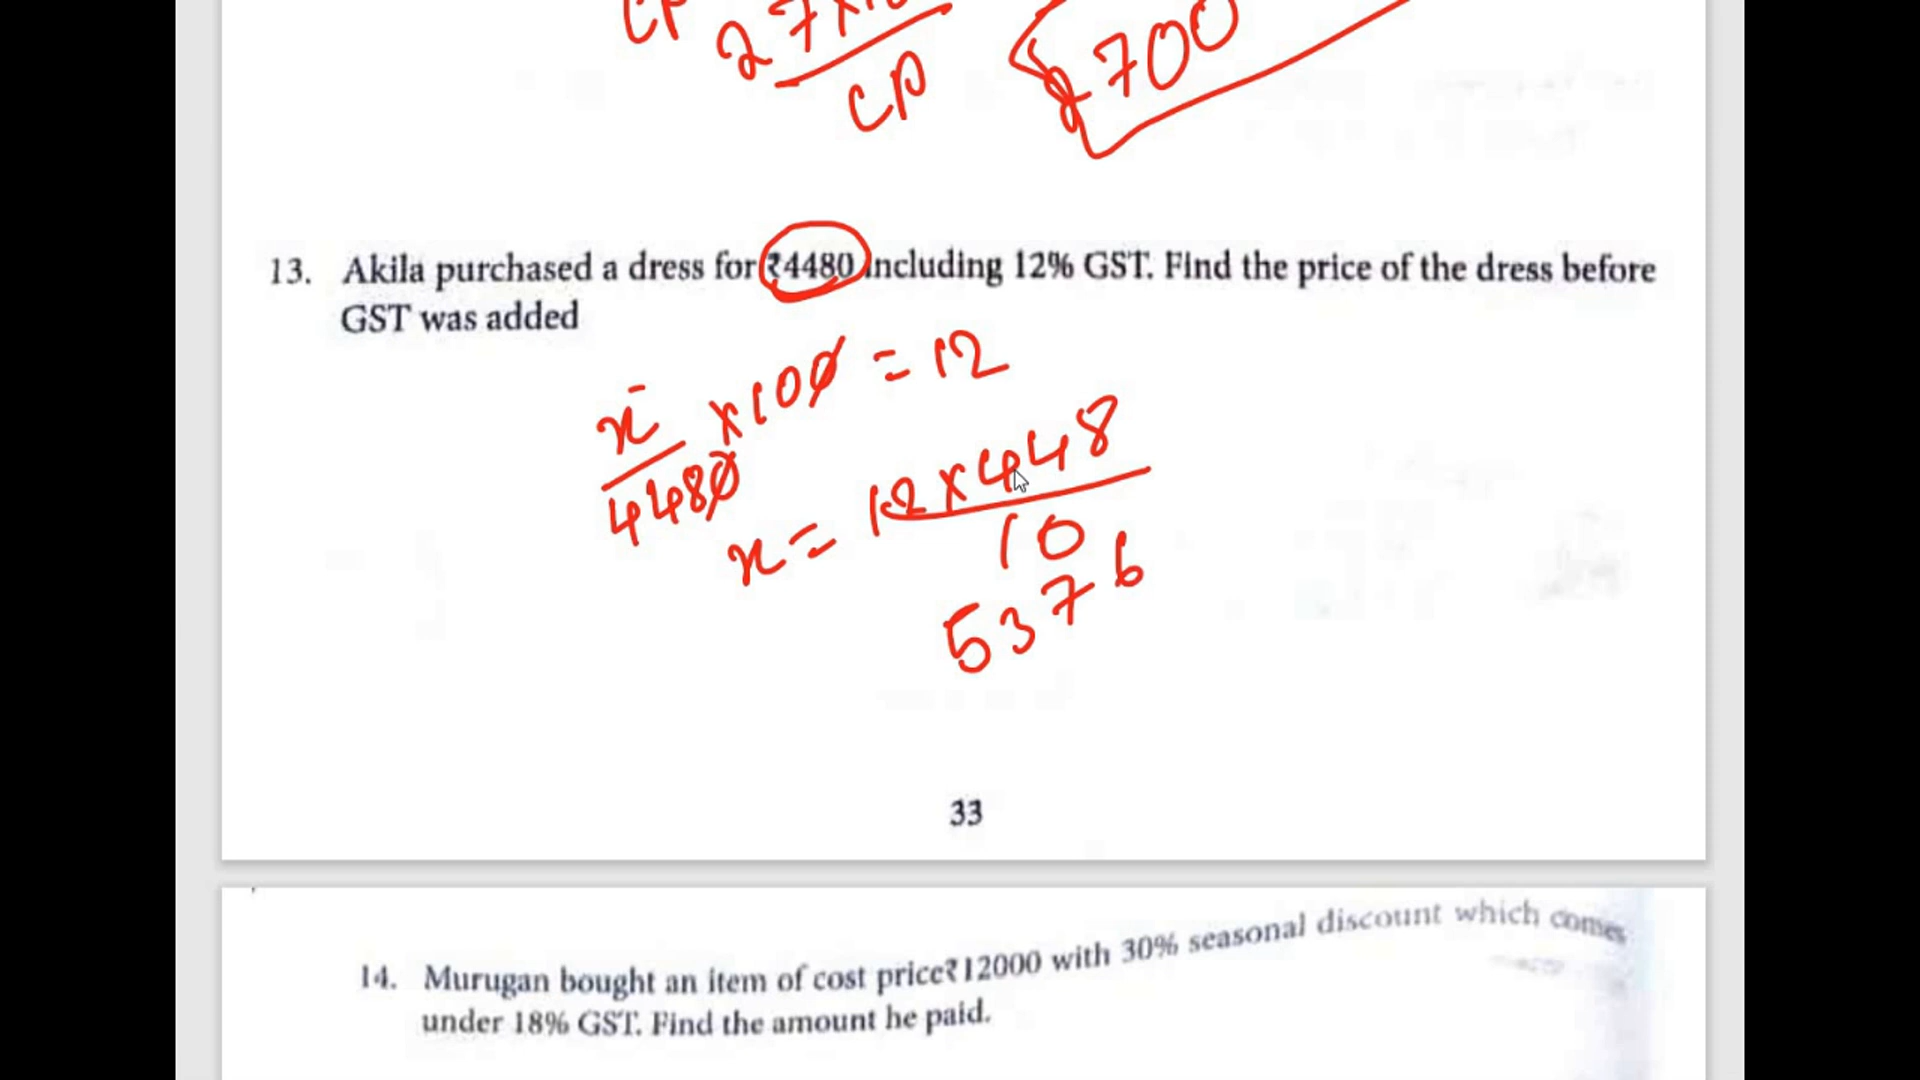 CP
27×10
CP
2700
13. Akila purchased a dress for ₹4480 including 12% GST. Find the price of the dress before
GST was added
x/4480 ×100 = 12
x = 12×448/10
5376
33
14. Murugan bought an item of cost price ₹12000 with 30% seasonal discount which comes
under 18% GST. Find the amount he paid.